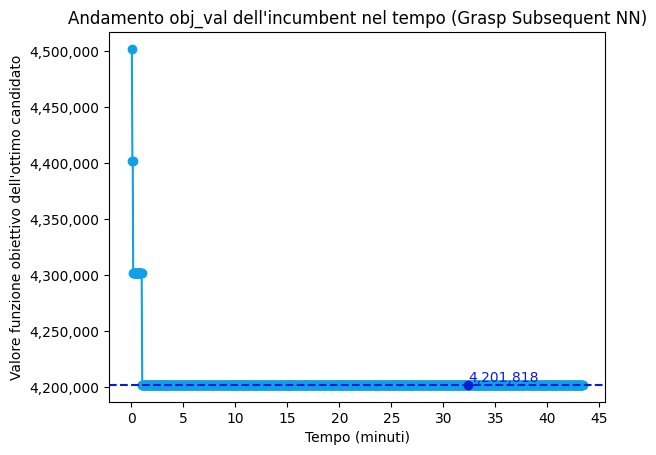 Andamento obj_val dell'incumbent nel tempo (Grasp Subsequent NN)
Valore funzione obiettivo dell'ottimo candidato
4,500,000
4,450,000
4,400,000
4,350,000
4,300,000
4,250,000
4,200,000
4,201,818
0 5 10 15 20 25 30 35 40 45
Tempo (minuti)